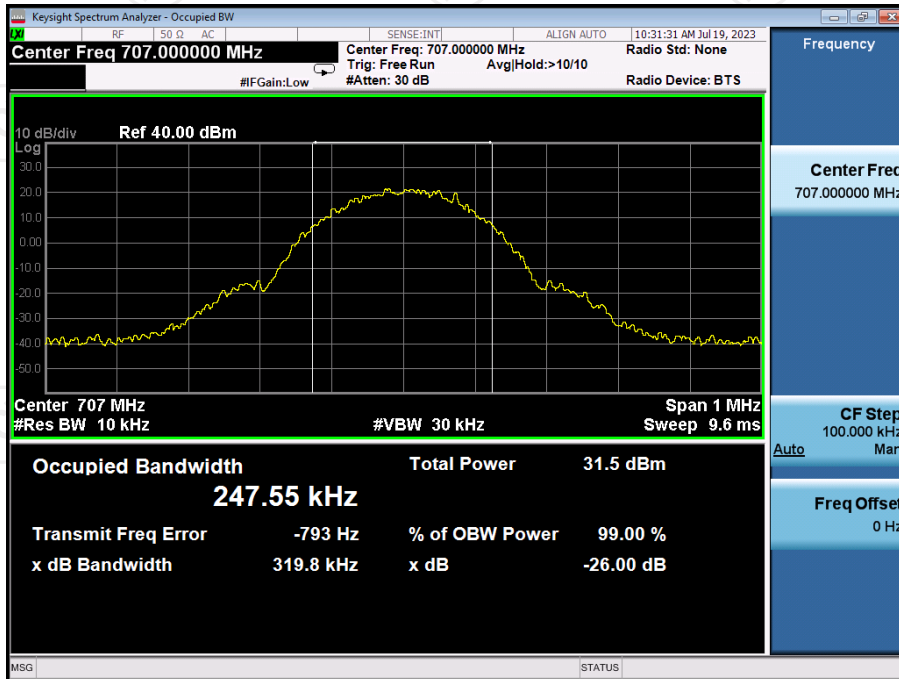 Keysight Spectrum Analyzer - Occupied BW
LXI RF 50 Ω AC SENSE:INT ALIGN AUTO 10:31:31 AM Jul 19, 2023
Center Freq 707.000000 MHz
Center Freq: 707.000000 MHz Radio Std: None
Trig: Free Run Avg|Hold:>10/10
#IFGain:Low #Atten: 30 dB Radio Device: BTS
10 dB/div Ref 40.00 dBm
Log
30.0
20.0
10.0
0.00
-10.0
-20.0
-30.0
-40.0
-50.0
Center 707 MHz Span 1 MHz
#Res BW 10 kHz #VBW 30 kHz Sweep 9.6 ms
Occupied Bandwidth Total Power 31.5 dBm
247.55 kHz
Transmit Freq Error -793 Hz % of OBW Power 99.00 %
x dB Bandwidth 319.8 kHz x dB -26.00 dB
MSG STATUS
Frequency
Center Freq
707.000000 MHz
CF Step
100.000 kHz
Auto Man
Freq Offset
0 Hz